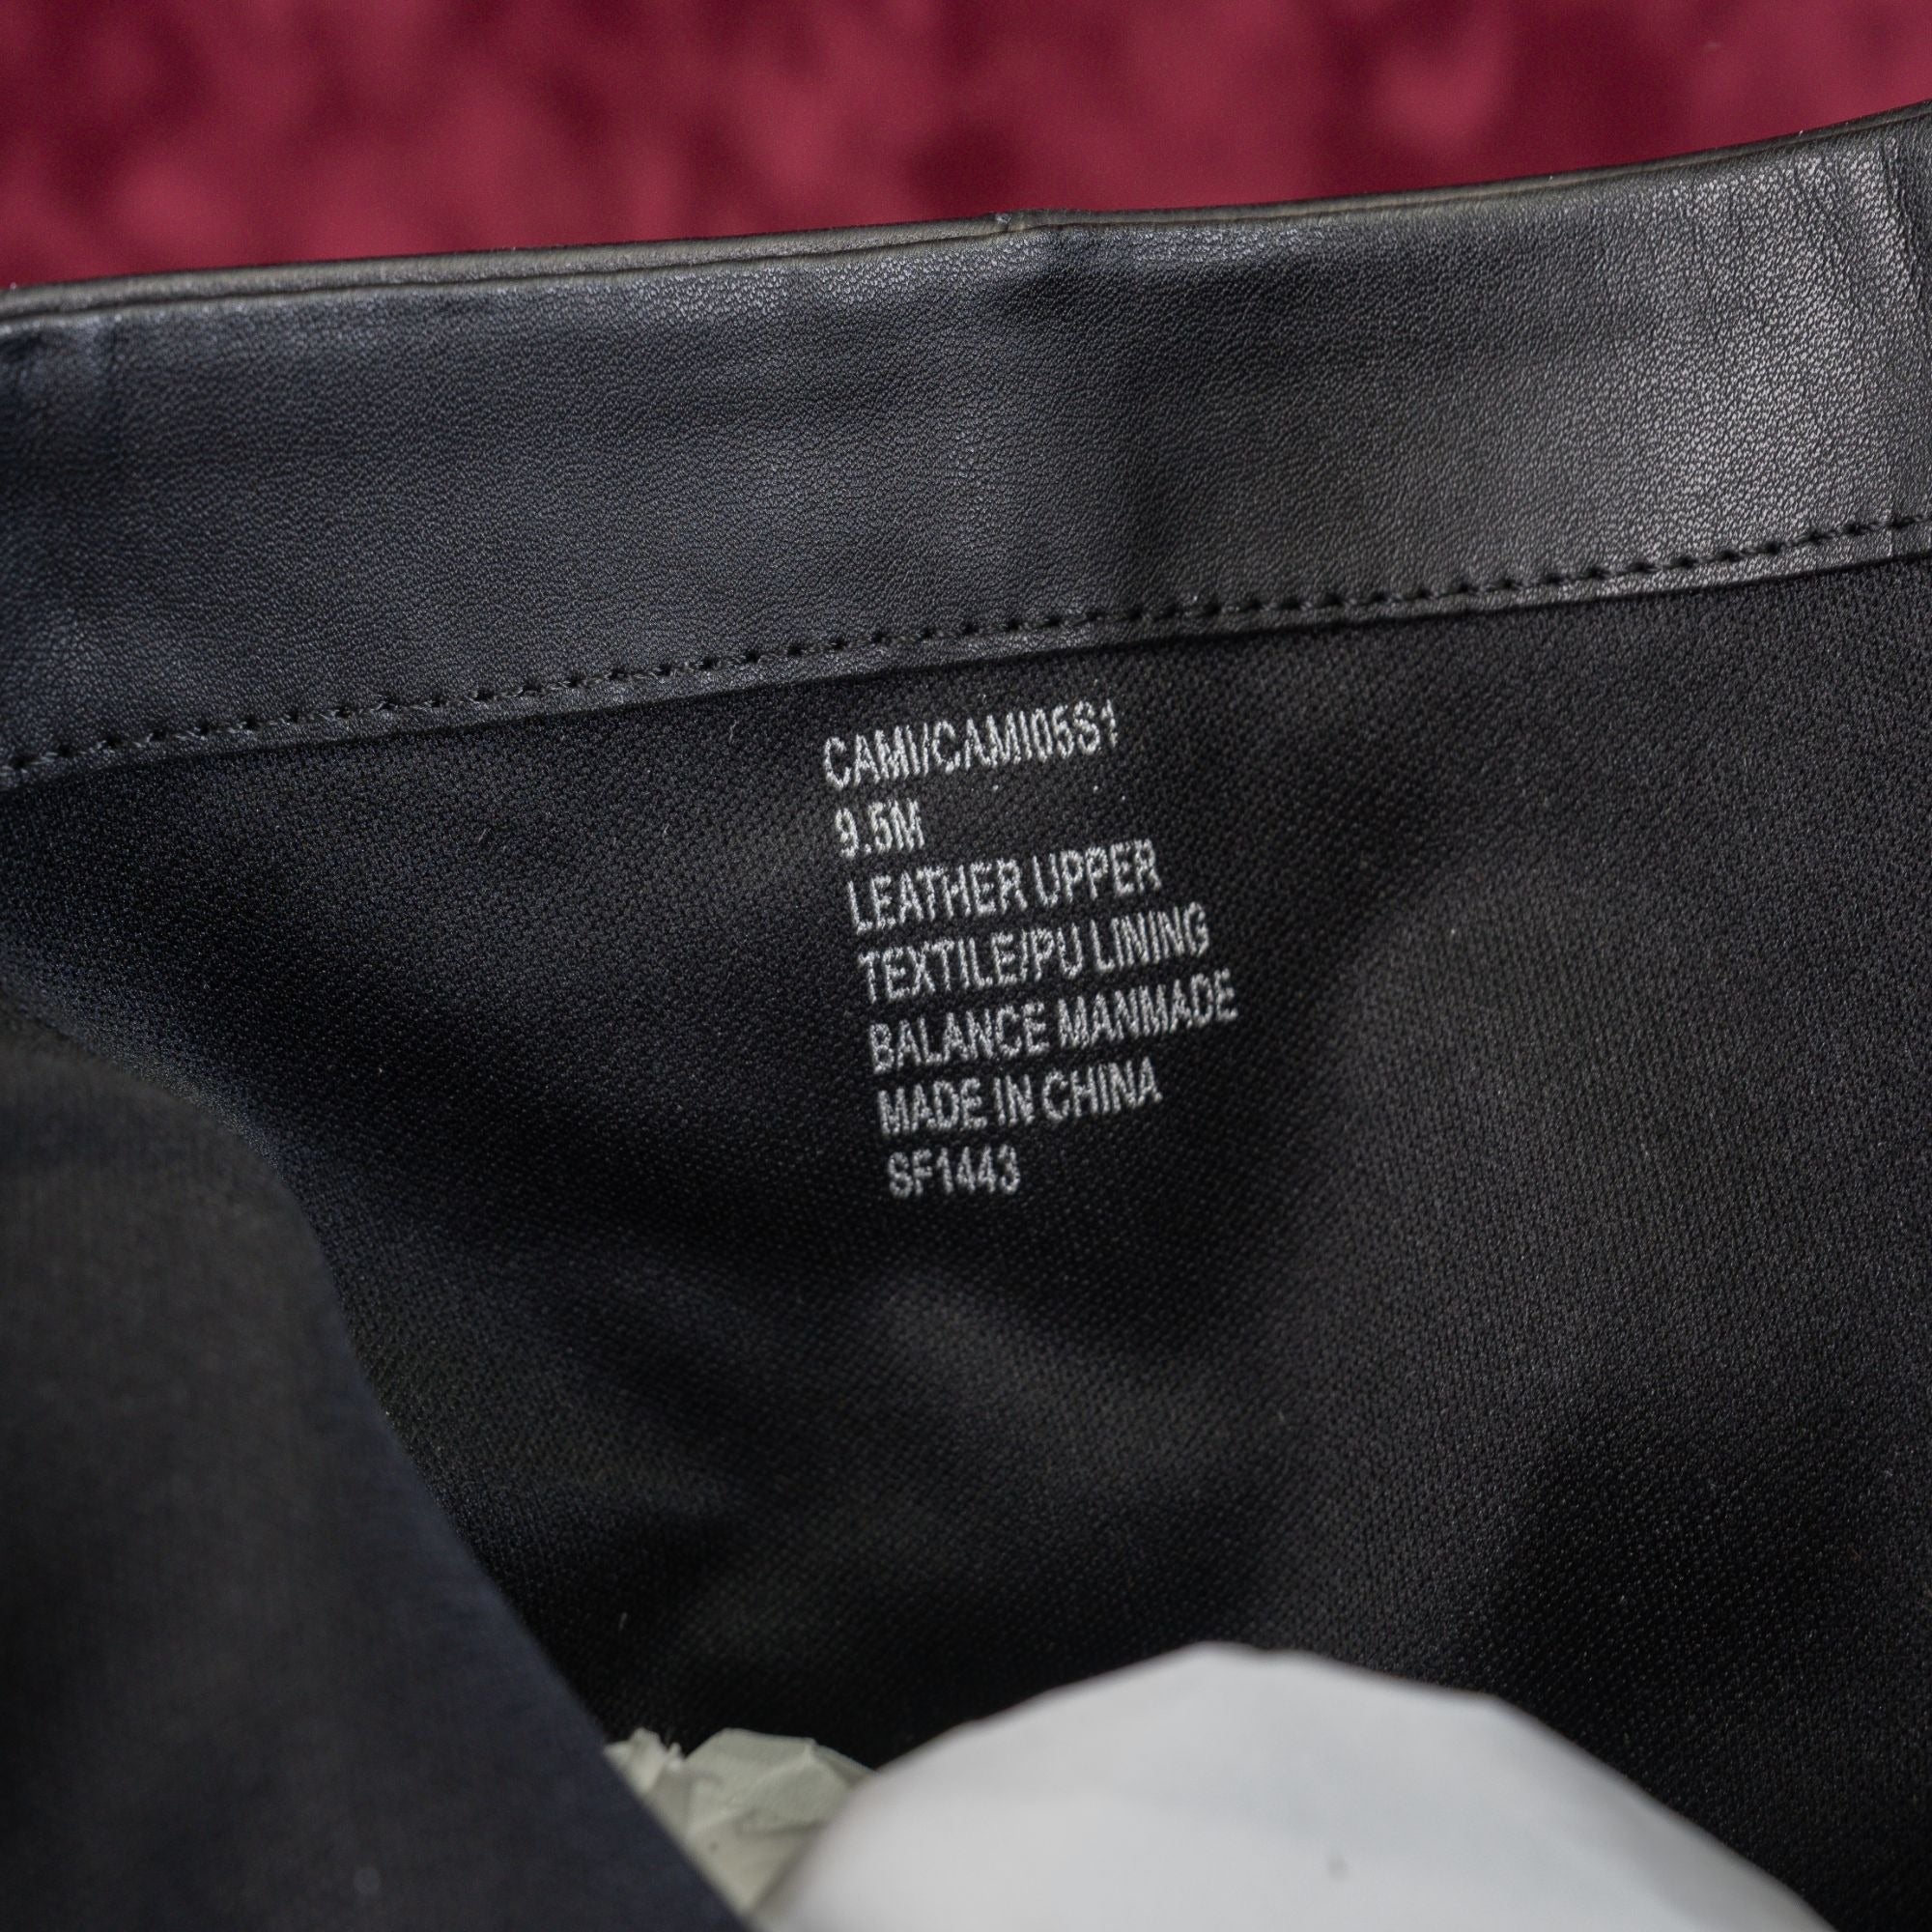 CAMI/CAMI05S1
9.5M
LEATHER UPPER
TEXTILE/PU LINING
BALANCE MANMADE
MADE IN CHINA
SF1443